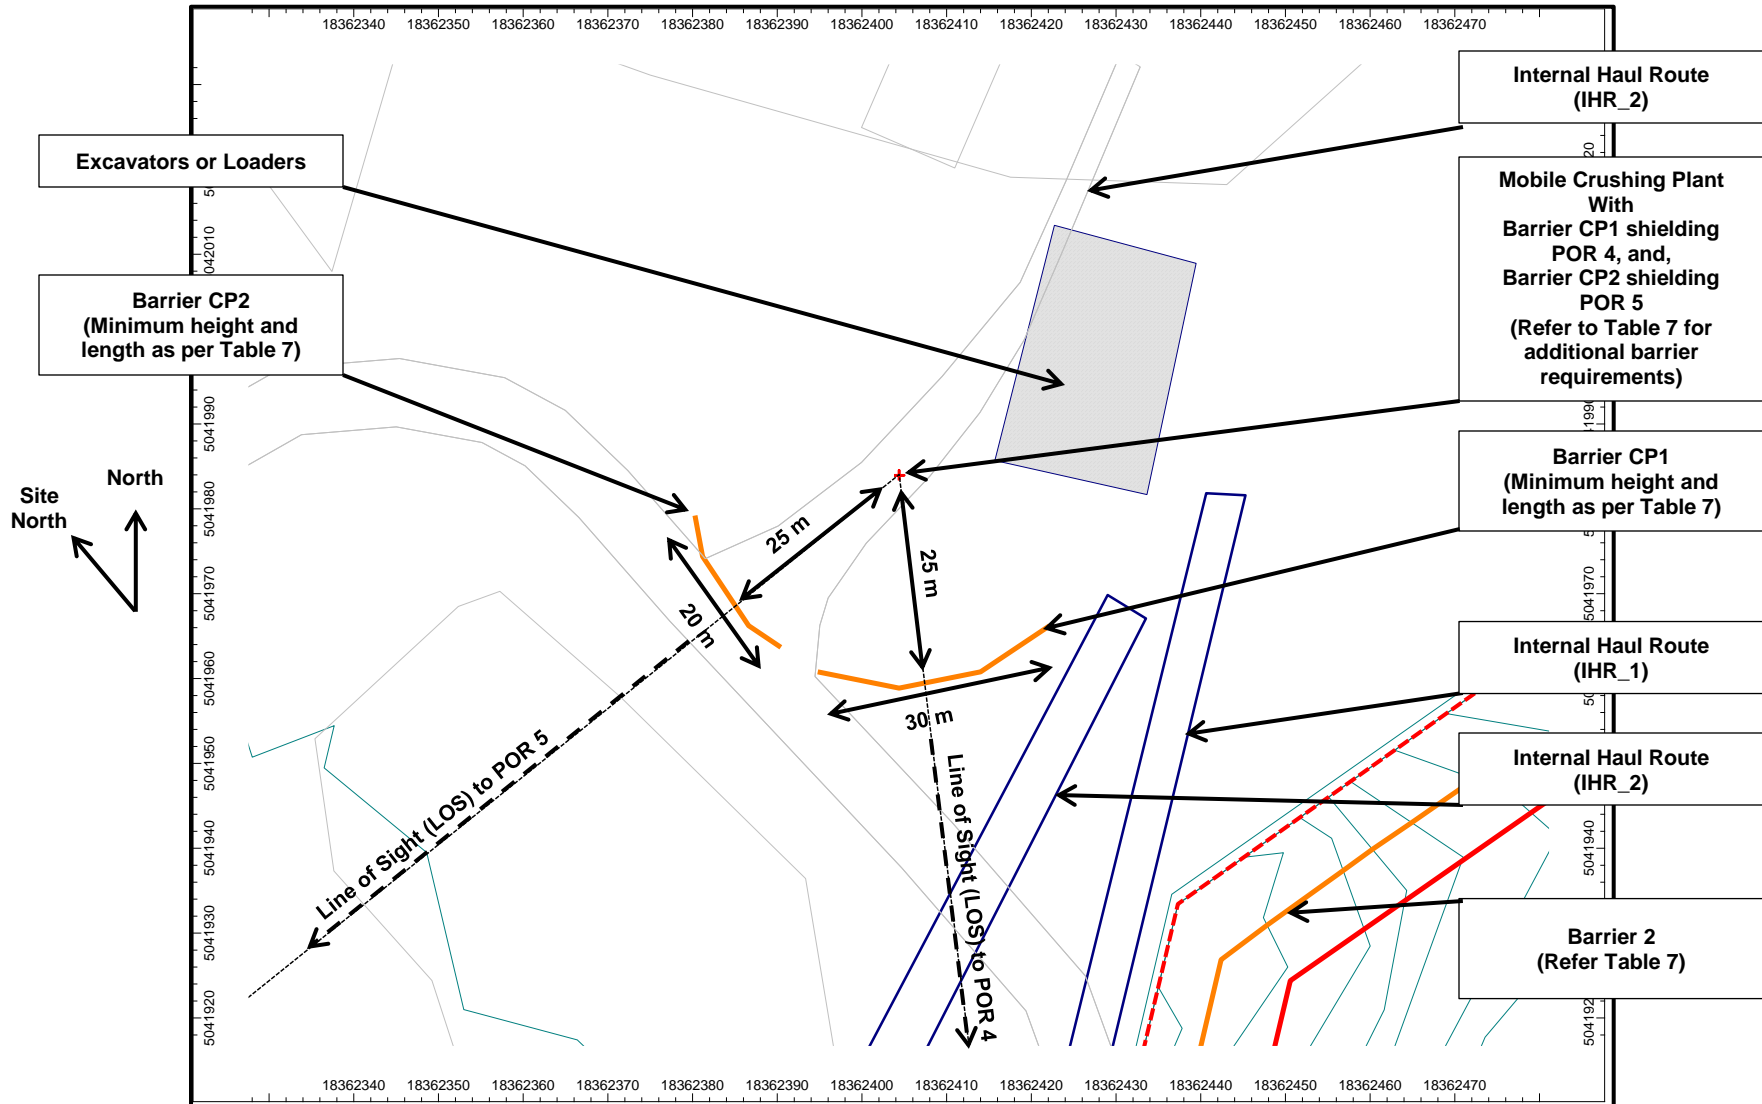 18362340 18362350 18362360 18362370 18362380 18362390 18362400 18362410 18362420 18362430 18362440 18362450 18362460 18362470
Internal Haul Route
(IHR_2)
Excavators or Loaders
Mobile Crushing Plant
With
Barrier CP1 shielding
POR 4, and,
Barrier CP2 shielding
POR 5
(Refer to Table 7 for
additional barrier
requirements)
Barrier CP2
(Minimum height and
length as per Table 7)
Barrier CP1
(Minimum height and
length as per Table 7)
North
Site
North
Internal Haul Route
(IHR_1)
Internal Haul Route
(IHR_2)
Barrier 2
(Refer Table 7)
25 m
25 m
20 m
30 m
Line of Sight (LOS) to POR 5
Line of Sight (LOS) to POR 4
5042010
5041990
5041980
5041970
5041960
5041950
5041940
5041930
5041920
5041990
5041980
5041970
5041940
18362340 18362350 18362360 18362370 18362380 18362390 18362400 18362410 18362420 18362430 18362440 18362450 18362460 18362470